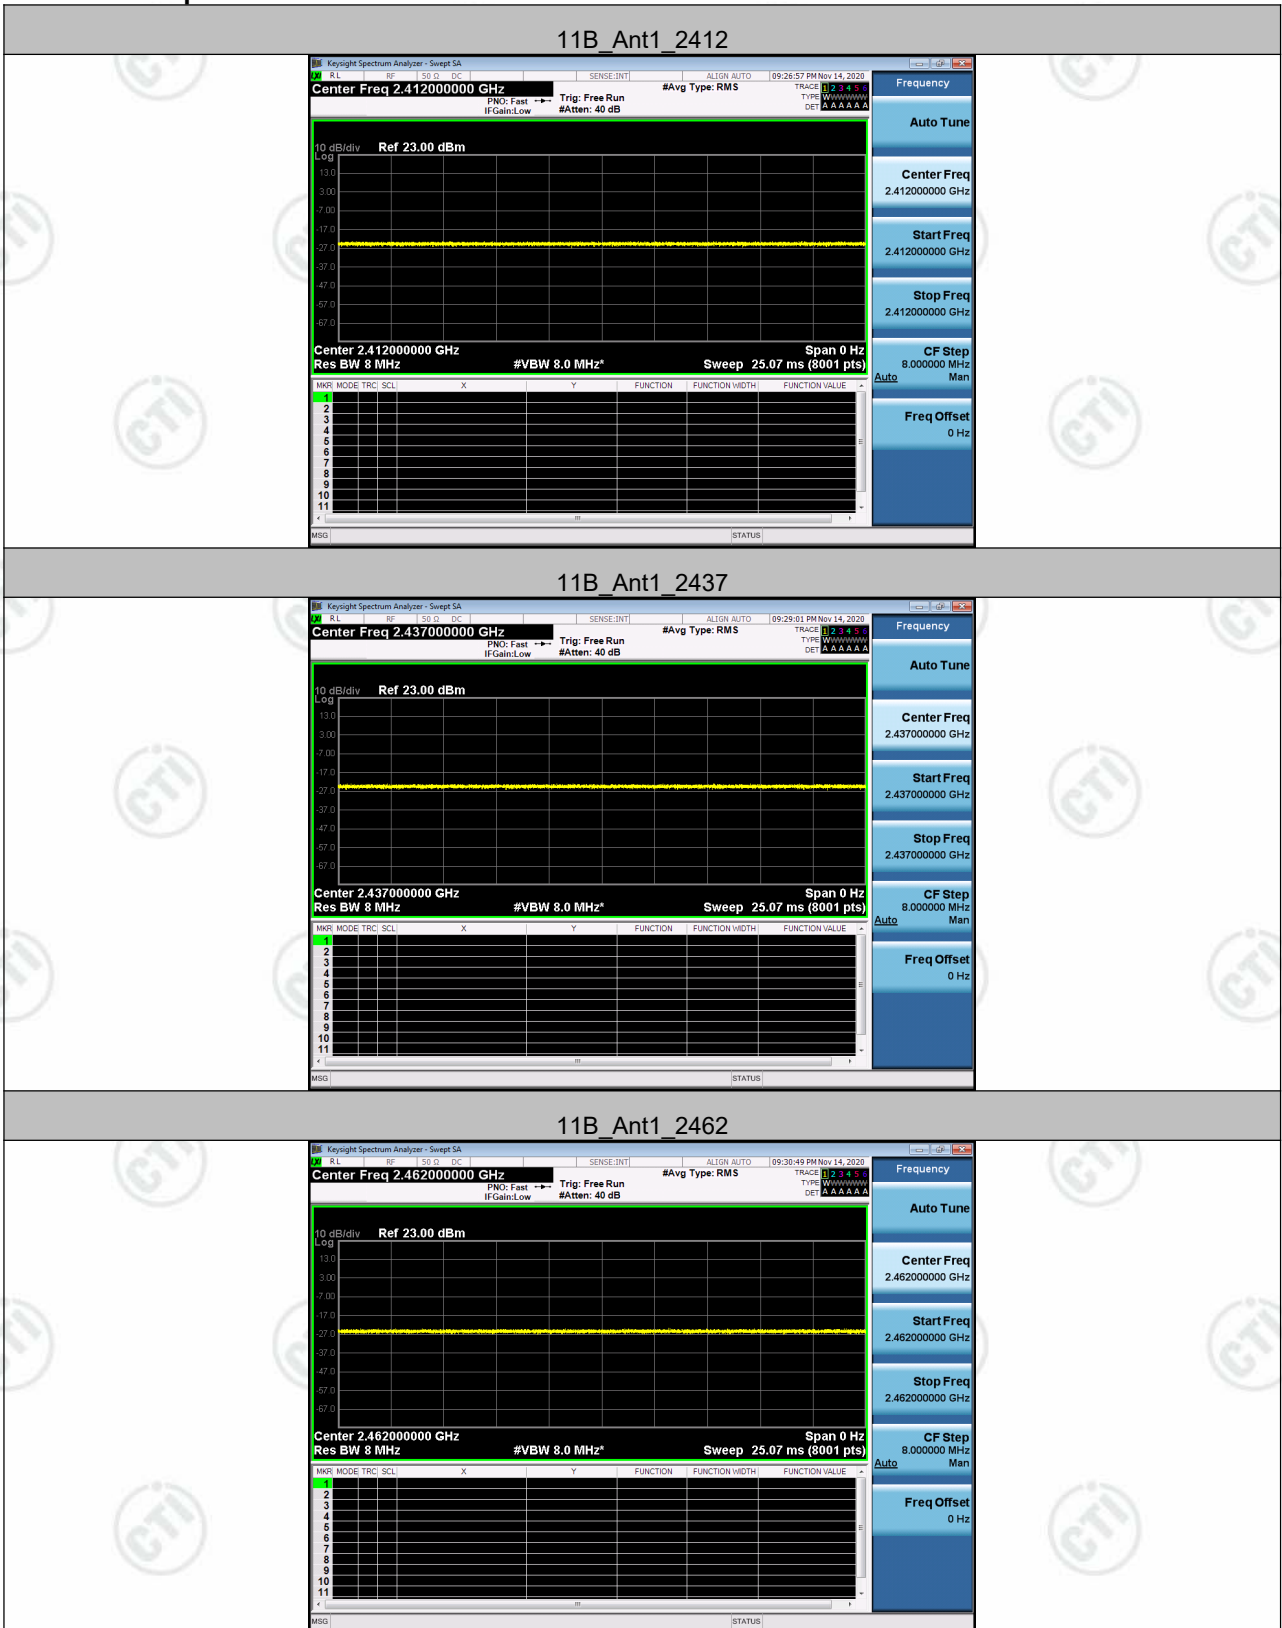 11B_Ant1_2412
Keysight Spectrum Analyzer - Swept SA
LXI RL RF 50 Ω DC SENSE:INT ALIGN AUTO 09:26:57 PM Nov 14, 2020
Center Freq 2.412000000 GHz #Avg Type: RMS TRACE 1 2 3 4 5 6
PNO: Fast Trig: Free Run TYPE WWWWWW
IFGain:Low #Atten: 40 dB DET A A A A A A
Frequency
Auto Tune
10 dB/div Ref 23.00 dBm
Log
13.0
3.00
-7.00
-17.0
-27.0
-37.0
-47.0
-57.0
-67.0
Center Freq
2.412000000 GHz
Start Freq
2.412000000 GHz
Stop Freq
2.412000000 GHz
Center 2.412000000 GHz Span 0 Hz
Res BW 8 MHz #VBW 8.0 MHz* Sweep 25.07 ms (8001 pts)
CF Step
8.000000 MHz
Auto Man
MKR MODE TRC SCL X Y FUNCTION FUNCTION WIDTH FUNCTION VALUE
1
2
3
4
5
6
7
8
9
10
11
Freq Offset
0 Hz
MSG STATUS
11B_Ant1_2437
Keysight Spectrum Analyzer - Swept SA
LXI RL RF 50 Ω DC SENSE:INT ALIGN AUTO 09:29:01 PM Nov 14, 2020
Center Freq 2.437000000 GHz #Avg Type: RMS TRACE 1 2 3 4 5 6
PNO: Fast Trig: Free Run TYPE WWWWWW
IFGain:Low #Atten: 40 dB DET A A A A A A
Frequency
Auto Tune
10 dB/div Ref 23.00 dBm
Log
13.0
3.00
-7.00
-17.0
-27.0
-37.0
-47.0
-57.0
-67.0
Center Freq
2.437000000 GHz
Start Freq
2.437000000 GHz
Stop Freq
2.437000000 GHz
Center 2.437000000 GHz Span 0 Hz
Res BW 8 MHz #VBW 8.0 MHz* Sweep 25.07 ms (8001 pts)
CF Step
8.000000 MHz
Auto Man
MKR MODE TRC SCL X Y FUNCTION FUNCTION WIDTH FUNCTION VALUE
1
2
3
4
5
6
7
8
9
10
11
Freq Offset
0 Hz
MSG STATUS
11B_Ant1_2462
Keysight Spectrum Analyzer - Swept SA
LXI RL RF 50 Ω DC SENSE:INT ALIGN AUTO 09:30:49 PM Nov 14, 2020
Center Freq 2.462000000 GHz #Avg Type: RMS TRACE 1 2 3 4 5 6
PNO: Fast Trig: Free Run TYPE WWWWWW
IFGain:Low #Atten: 40 dB DET A A A A A A
Frequency
Auto Tune
10 dB/div Ref 23.00 dBm
Log
13.0
3.00
-7.00
-17.0
-27.0
-37.0
-47.0
-57.0
-67.0
Center Freq
2.462000000 GHz
Start Freq
2.462000000 GHz
Stop Freq
2.462000000 GHz
Center 2.462000000 GHz Span 0 Hz
Res BW 8 MHz #VBW 8.0 MHz* Sweep 25.07 ms (8001 pts)
CF Step
8.000000 MHz
Auto Man
MKR MODE TRC SCL X Y FUNCTION FUNCTION WIDTH FUNCTION VALUE
1
2
3
4
5
6
7
8
9
10
11
Freq Offset
0 Hz
MSG STATUS